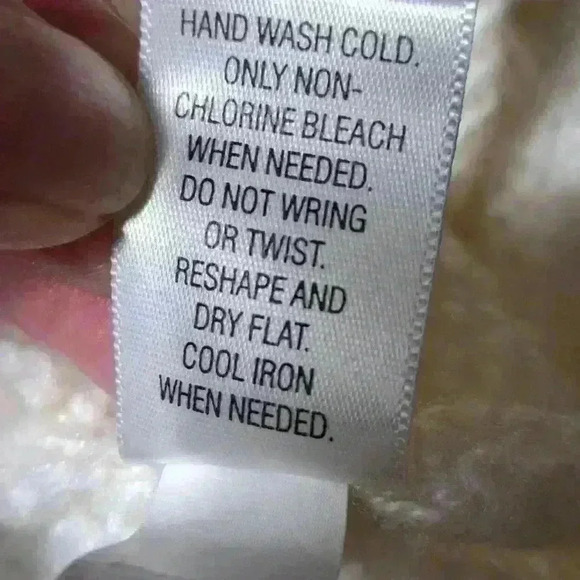 HAND WASH COLD.
ONLY NON-
CHLORINE BLEACH
WHEN NEEDED.
DO NOT WRING
OR TWIST.
RESHAPE AND
DRY FLAT.
COOL IRON
WHEN NEEDED.